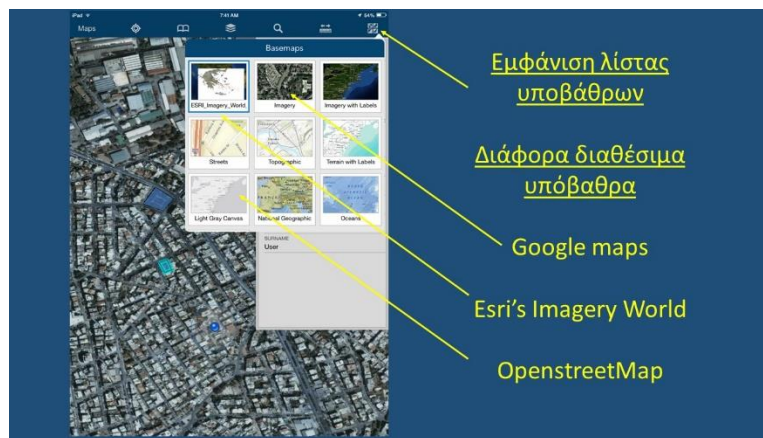 iPad
7:41 AM
54%
Maps
Basemaps
ESRI_Imagery_World_
Imagery
Imagery with Labels
Streets
Topographic
Terrain with Labels
Light Gray Canvas
National Geographic
Oceans
SURNAME
User
Εμφάνιση λίστας
υποβάθρων
Διάφορα διαθέσιμα
υπόβαθρα
Google maps
Esri's Imagery World
OpenstreetMap